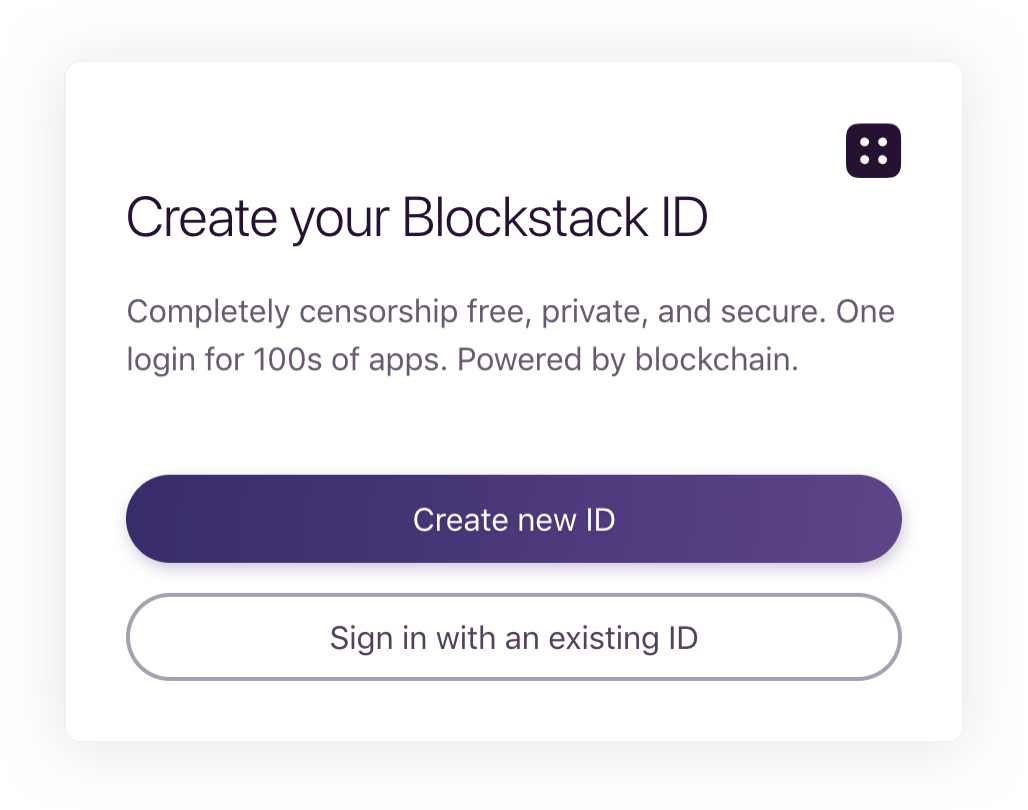 Create your Blockstack ID
Completely censorship free, private, and secure. One
login for 100s of apps. Powered by blockchain.
Create new ID
Sign in with an existing ID